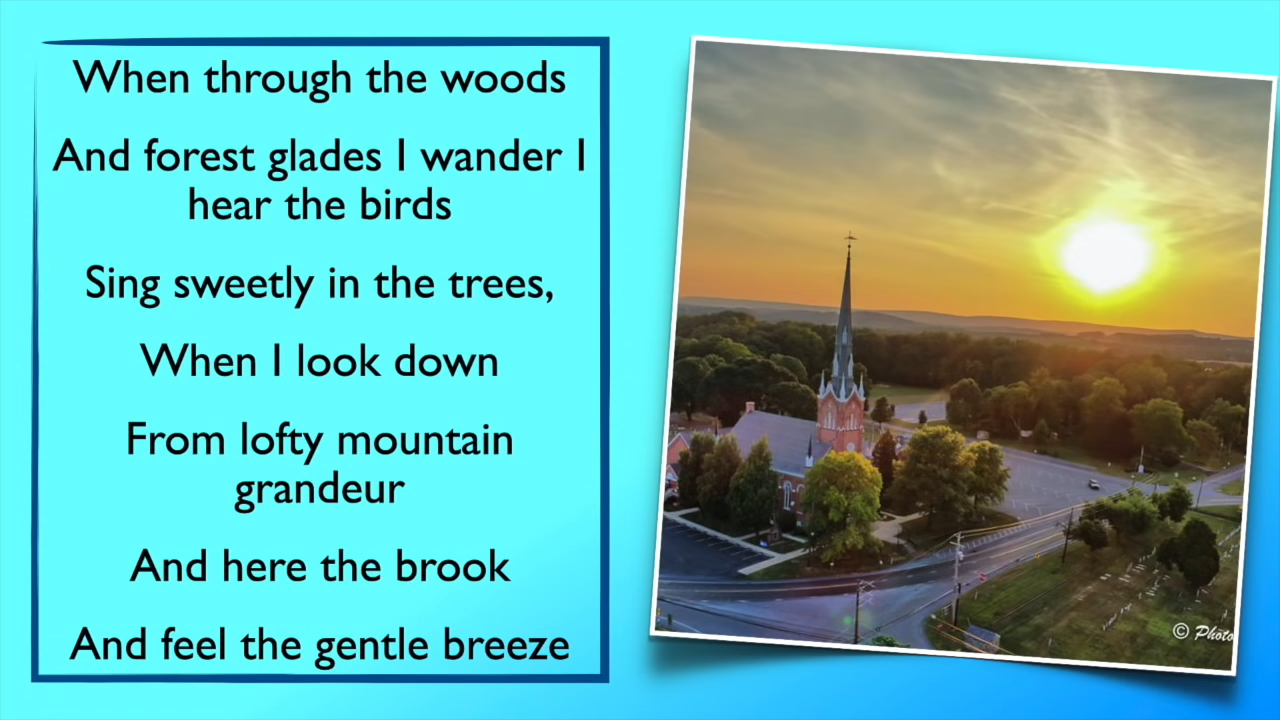 When through the woods
And forest glades I wander I
hear the birds
Sing sweetly in the trees,
When I look down
From lofty mountain
grandeur
And here the brook
And feel the gentle breeze
© Photo